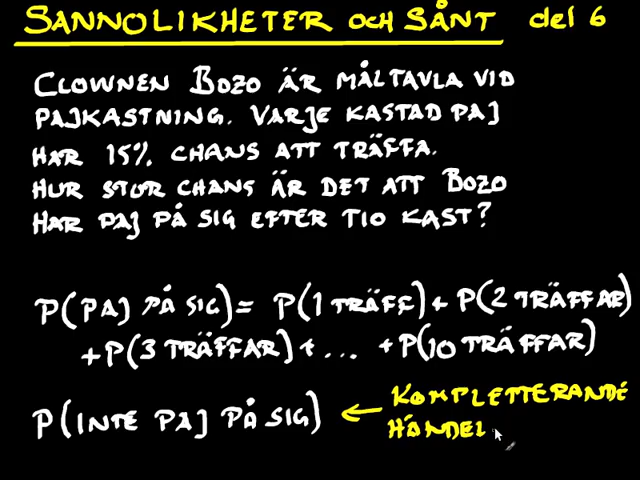 SANNOLIKHETER OCH SÅNT del 6
CLOWNEN BOZO ÄR MÅLTAVLA VID
PAJKASTNING. VARJE KASTAD PAJ
HAR 15% CHANS ATT TRÄFFA.
HUR STOR CHANS ÄR DET ATT BOZO
HAR PAJ PÅ SIG EFTER TIO KAST?
P(PAJ PÅ SIG) = P(1 TRÄFF) + P(2 TRÄFFAR)
+ P(3 TRÄFFAR) + ... + P(10 TRÄFFAR)
P(INTE PAJ PÅ SIG) ← KOMPLETTERANDE
HÄNDEL